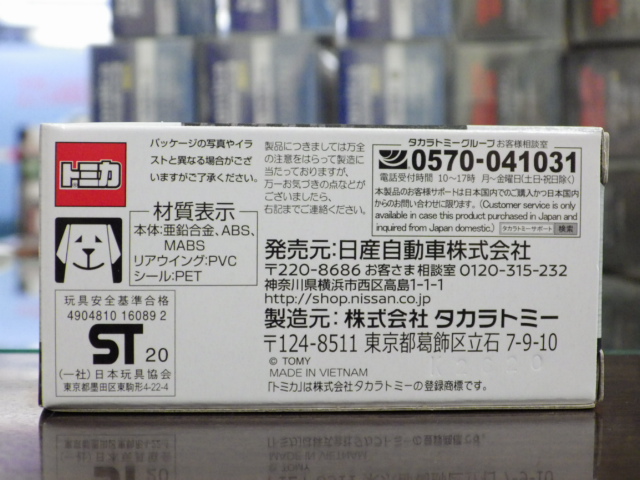 トミカ
パッケージの写真やイラ
ストと異なる場合がござ
いますがご了承ください。
製品につきましては万全
の注意をはらって製造に
当たっておりますが、
万一お気づきの点などが
ございましたら、
右記までご連絡ください。
タカラトミーグループ お客様相談室
0570-041031
電話受付時間 10〜17時 月〜金曜日(土日・祝日除く)
本製品のお客様サポートは日本国内でのご購入かつ日本国内
からのお問い合わせに限ります。(Customer service is only
available in case this product purchased in Japan and
inquired from Japan domestic.) タカラトミーサポート 検索
材質表示
本体:亜鉛合金、ABS、
MABS
リアウイング:PVC
シール:PET
発売元:日産自動車株式会社
〒220-8686 お客さま相談室 0120-315-232
神奈川県横浜市西区高島1-1-1
http://shop.nissan.co.jp
製造元:株式会社 タカラトミー
〒124-8511 東京都葛飾区立石 7-9-10
© TOMY
MADE IN VIETNAM
「トミカ」は株式会社タカラトミーの登録商標です。
玩具安全基準合格
4904810 16089 2
ST 20
(一社)日本玩具協会
東京都墨田区東駒形4-22-4